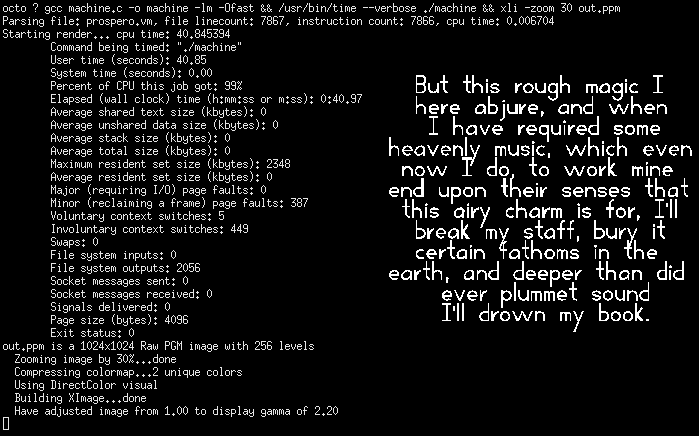 octo ? gcc machine.c -o machine -lm -Ofast && /usr/bin/time --verbose ./machine && xli -zoom 30 out.ppm
Parsing file: prospero.vm, file linecount: 7867, instruction count: 7866, cpu time: 0.006704
Starting render... cpu time: 40.845394
Command being timed: "./machine"
User time (seconds): 40.85
System time (seconds): 0.00
Percent of CPU this job got: 99%
Elapsed (wall clock) time (h:mm:ss or m:ss): 0:40.97
Average shared text size (kbytes): 0
Average unshared data size (kbytes): 0
Average stack size (kbytes): 0
Average total size (kbytes): 0
Maximum resident set size (kbytes): 2348
Average resident set size (kbytes): 0
Major (requiring I/O) page faults: 0
Minor (reclaiming a frame) page faults: 387
Voluntary context switches: 5
Involuntary context switches: 449
Swaps: 0
File system inputs: 0
File system outputs: 2056
Socket messages sent: 0
Socket messages received: 0
Signals delivered: 0
Page size (bytes): 4096
Exit status: 0
out.ppm is a 1024x1024 Raw PGM image with 256 levels
Zooming image by 30%...done
Compressing colormap...2 unique colors
Using DirectColor visual
Building XImage...done
Have adjusted image from 1.00 to display gamma of 2.20
But this rough magic I
here abjure, and when
I have required some
heavenly music, which even
now I do, to work mine
end upon their senses that
this airy charm is for, I'll
break my staff, bury it
certain fathoms in the
earth, and deeper than did
ever plummet sound
I'll drown my book.